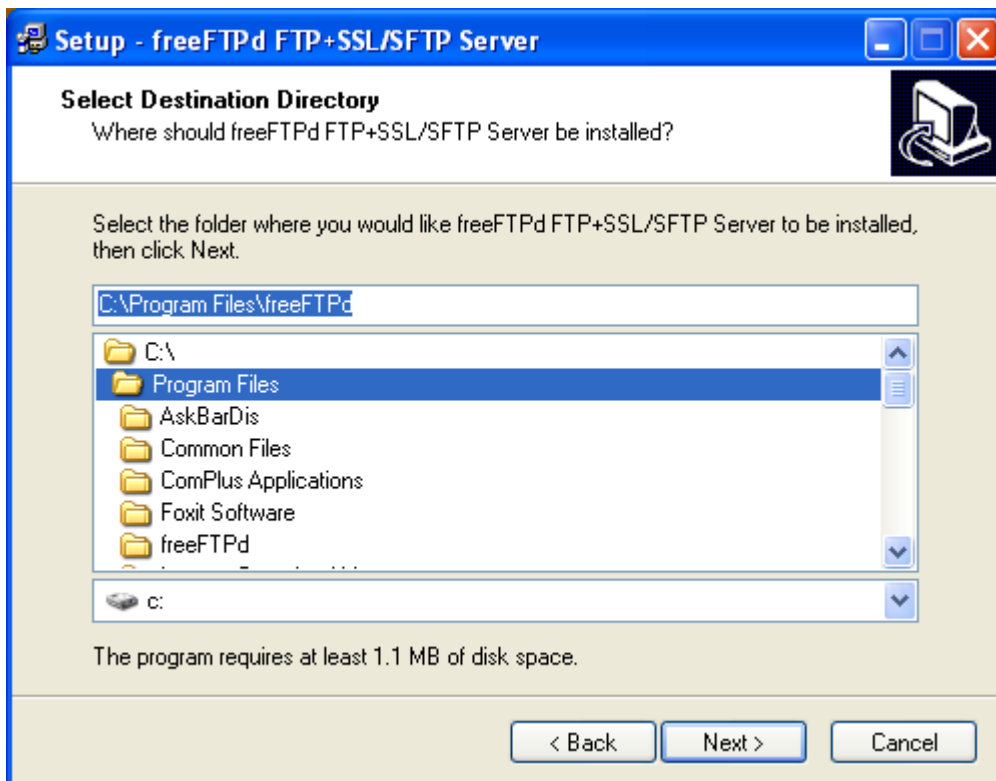 Setup - freeFTPd FTP+SSL/SFTP Server
Select Destination Directory
Where should freeFTPd FTP+SSL/SFTP Server be installed?
Select the folder where you would like freeFTPd FTP+SSL/SFTP Server to be installed,
then click Next.
C:\Program Files\freeFTPd
C:\
Program Files
AskBarDis
Common Files
ComPlus Applications
Foxit Software
freeFTPd
c:
The program requires at least 1.1 MB of disk space.
< Back Next > Cancel